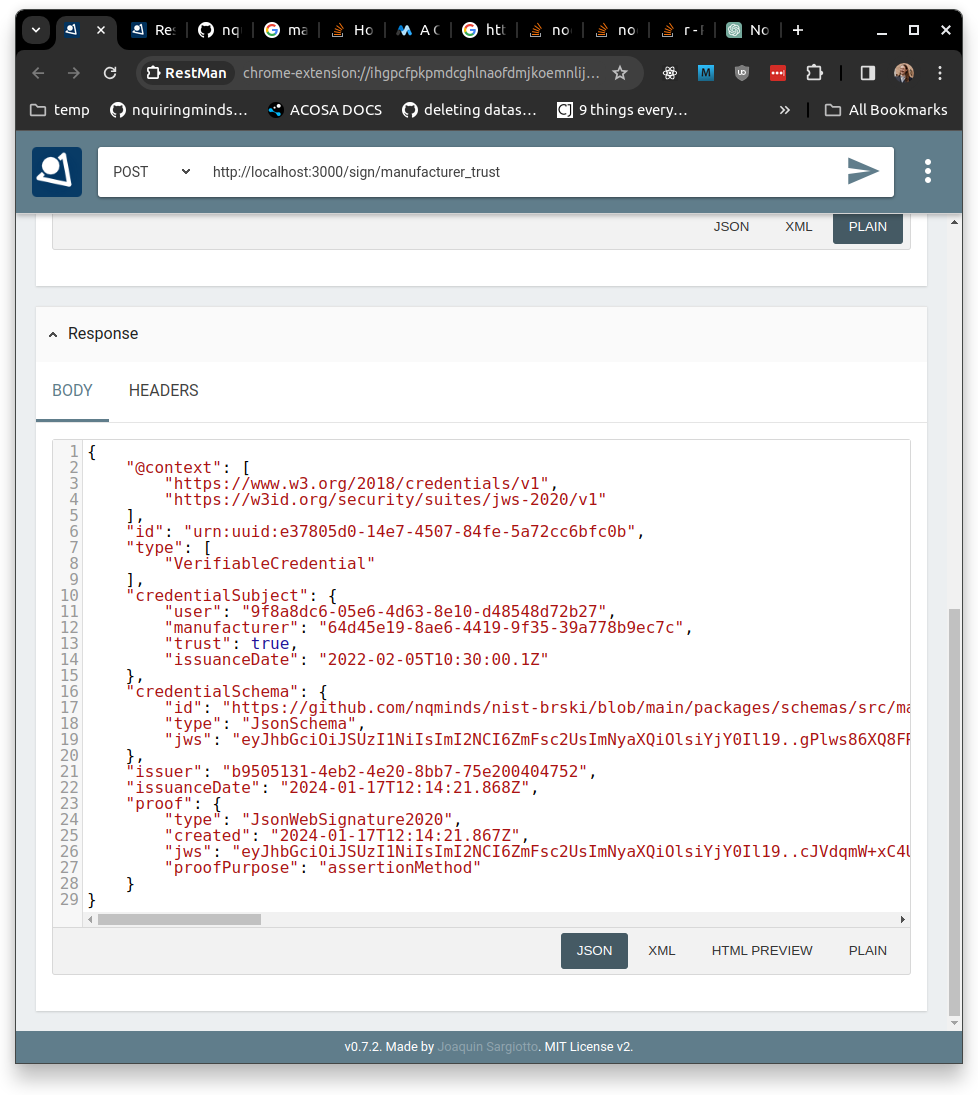 Res
nq
ma
Ho
A C
htt
no
no
r - F
No
RestMan
chrome-extension://ihgpcfpkpmdcghlnaofdmjkoemnlij…
temp
nquiringminds…
ACOSA DOCS
deleting datas…
9 things every…
»
All Bookmarks
POST
http://localhost:3000/sign/manufacturer_trust
JSON XML PLAIN
Response
BODY HEADERS
1 {
2 "@context": [
3 "https://www.w3.org/2018/credentials/v1",
4 "https://w3id.org/security/suites/jws-2020/v1"
5 ],
6 "id": "urn:uuid:e37805d0-14e7-4507-84fe-5a72cc6bfc0b",
7 "type": [
8 "VerifiableCredential"
9 ],
10 "credentialSubject": {
11 "user": "9f8a8dc6-05e6-4d63-8e10-d48548d72b27",
12 "manufacturer": "64d45e19-8ae6-4419-9f35-39a778b9ec7c",
13 "trust": true,
14 "issuanceDate": "2022-02-05T10:30:00.1Z"
15 },
16 "credentialSchema": {
17 "id": "https://github.com/nqminds/nist-brski/blob/main/packages/schemas/src/ma
18 "type": "JsonSchema",
19 "jws": "eyJhbGciOiJSUzI1NiIsImI2NCI6ZmFsc2UsImNyaXQiOlsiYjY0Il19..gPlws86XQ8FF
20 },
21 "issuer": "b9505131-4eb2-4e20-8bb7-75e200404752",
22 "issuanceDate": "2024-01-17T12:14:21.868Z",
23 "proof": {
24 "type": "JsonWebSignature2020",
25 "created": "2024-01-17T12:14:21.867Z",
26 "jws": "eyJhbGciOiJSUzI1NiIsImI2NCI6ZmFsc2UsImNyaXQiOlsiYjY0Il19..cJVdqmW+xC4U
27 "proofPurpose": "assertionMethod"
28 }
29 }
JSON XML HTML PREVIEW PLAIN
v0.7.2. Made by Joaquin Sargiotto. MIT License v2.